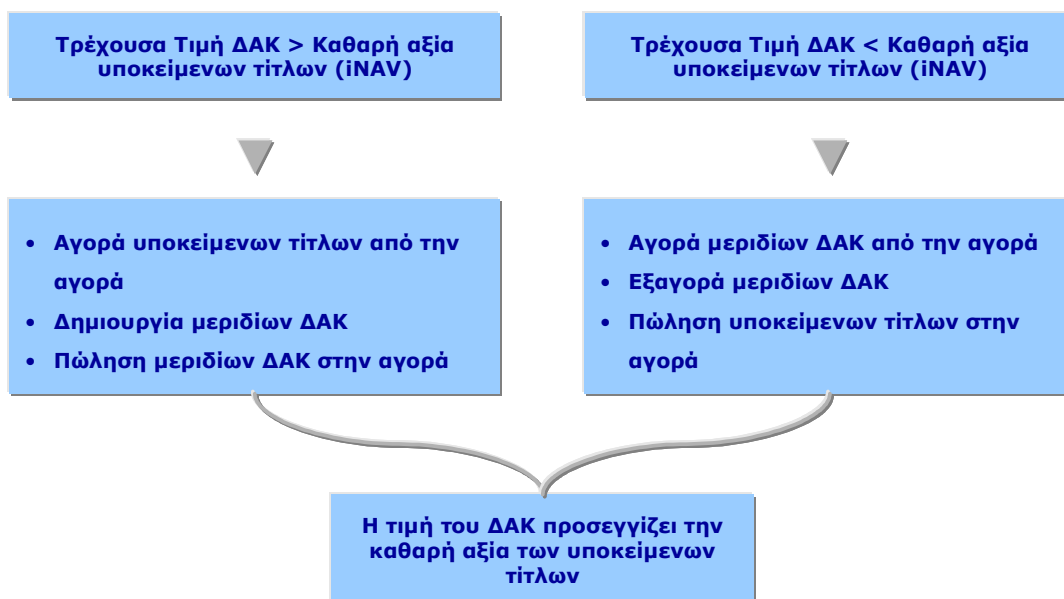 Τρέχουσα Τιμή ΔΑΚ > Καθαρή αξία
υποκείμενων τίτλων (iNAV)
Τρέχουσα Τιμή ΔΑΚ < Καθαρή αξία
υποκείμενων τίτλων (iNAV)
• Αγορά υποκείμενων τίτλων από την
αγορά
• Δημιουργία μεριδίων ΔΑΚ
• Πώληση μεριδίων ΔΑΚ στην αγορά
• Αγορά μεριδίων ΔΑΚ από την αγορά
• Εξαγορά μεριδίων ΔΑΚ
• Πώληση υποκείμενων τίτλων στην
αγορά
Η τιμή του ΔΑΚ προσεγγίζει την
καθαρή αξία των υποκείμενων
τίτλων